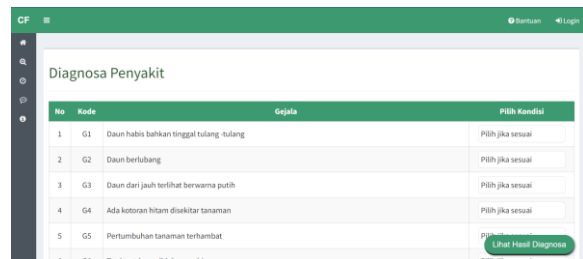 CF Bantuan Login
Diagnosa Penyakit
No Kode Gejala Pilih Kondisi
1 G1 Daun habis bahkan tinggal tulang -tulang Pilih jika sesuai
2 G2 Daun berlubang Pilih jika sesuai
3 G3 Daun dari jauh terlihat berwarna putih Pilih jika sesuai
4 G4 Ada kotoran hitam disekitar tanaman Pilih jika sesuai
5 G5 Pertumbuhan tanaman terhambat
Lihat Hasil Diagnosa